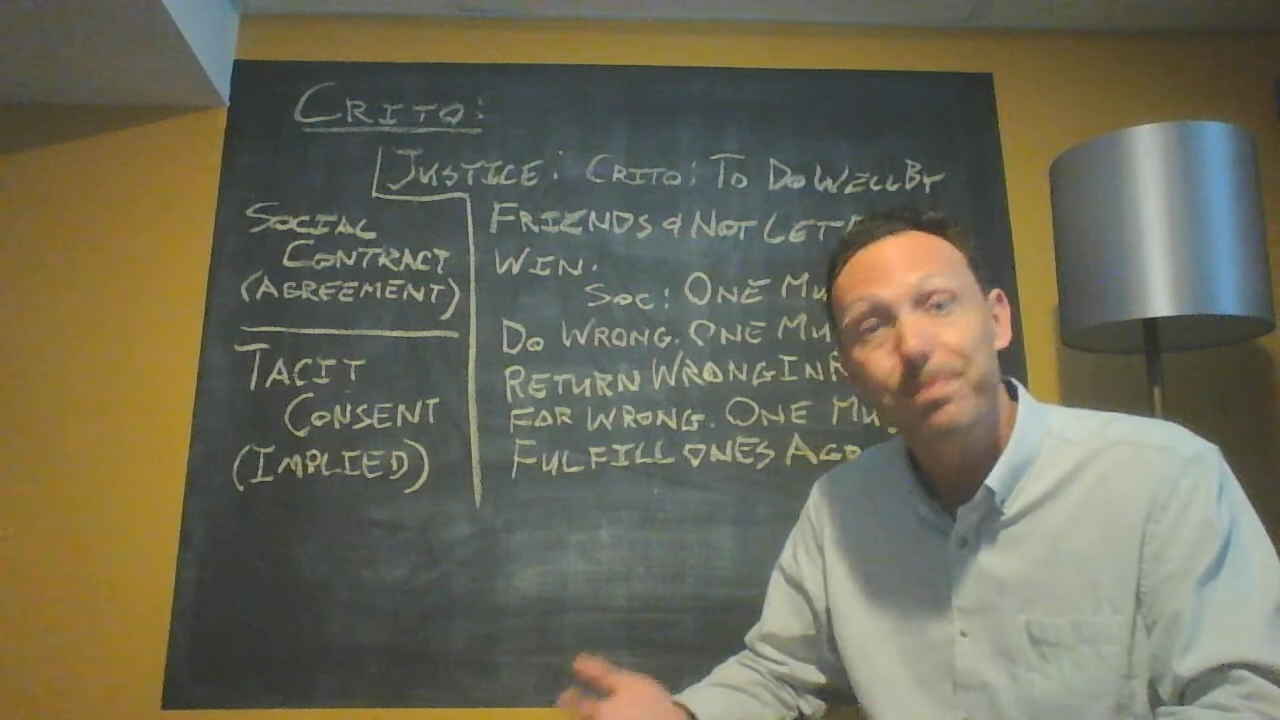 CRITO:
JUSTICE: CRITO: TO DO WELL BY
FRIENDS & NOT LET
WIN.
SOC: ONE
DO WRONG. ONE
RETURN WRONG IN
FOR WRONG. ONE
FULFILL ONES
SOCIAL
CONTRACT
(AGREEMENT)
TACIT
CONSENT
(IMPLIED)